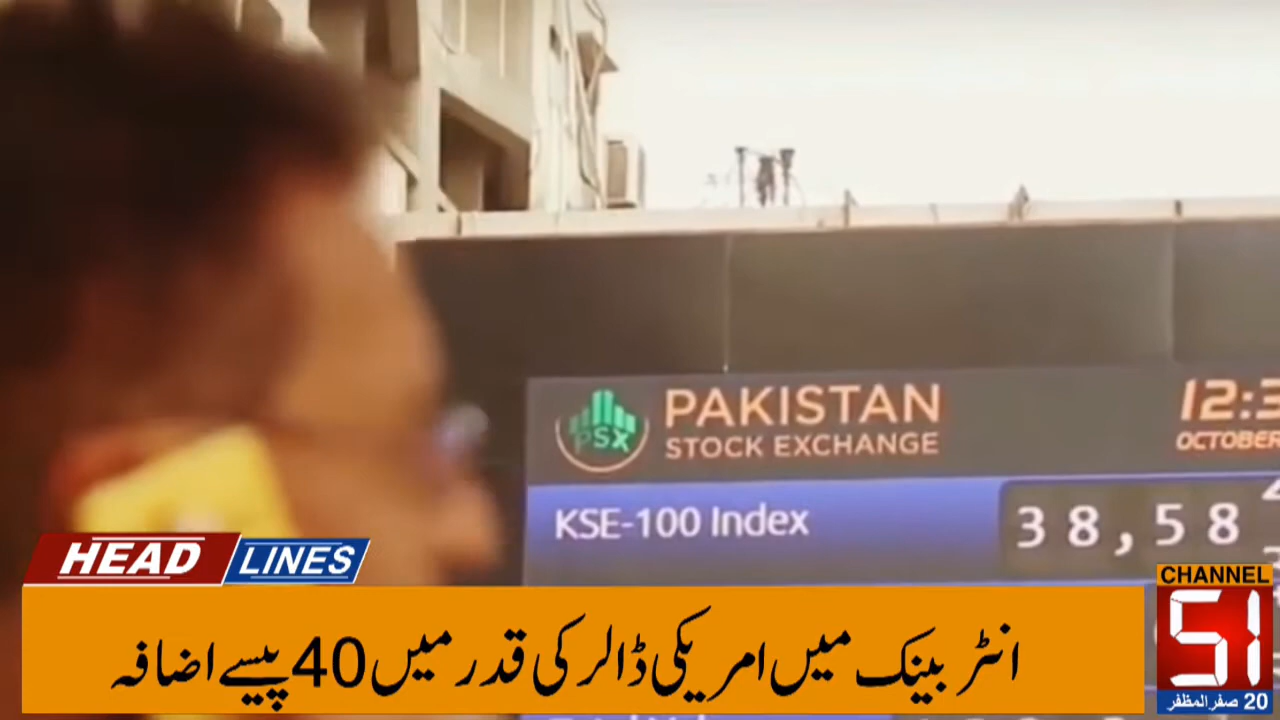 PSX
PAKISTAN
STOCK EXCHANGE
12:3
OCTOBER
KSE-100 Index
38,58
HEAD LINES
CHANNEL
51
انٹر بینک میں امریکی ڈالر کی قدر میں 40 پیسے اضافہ
20 صفر المظفر